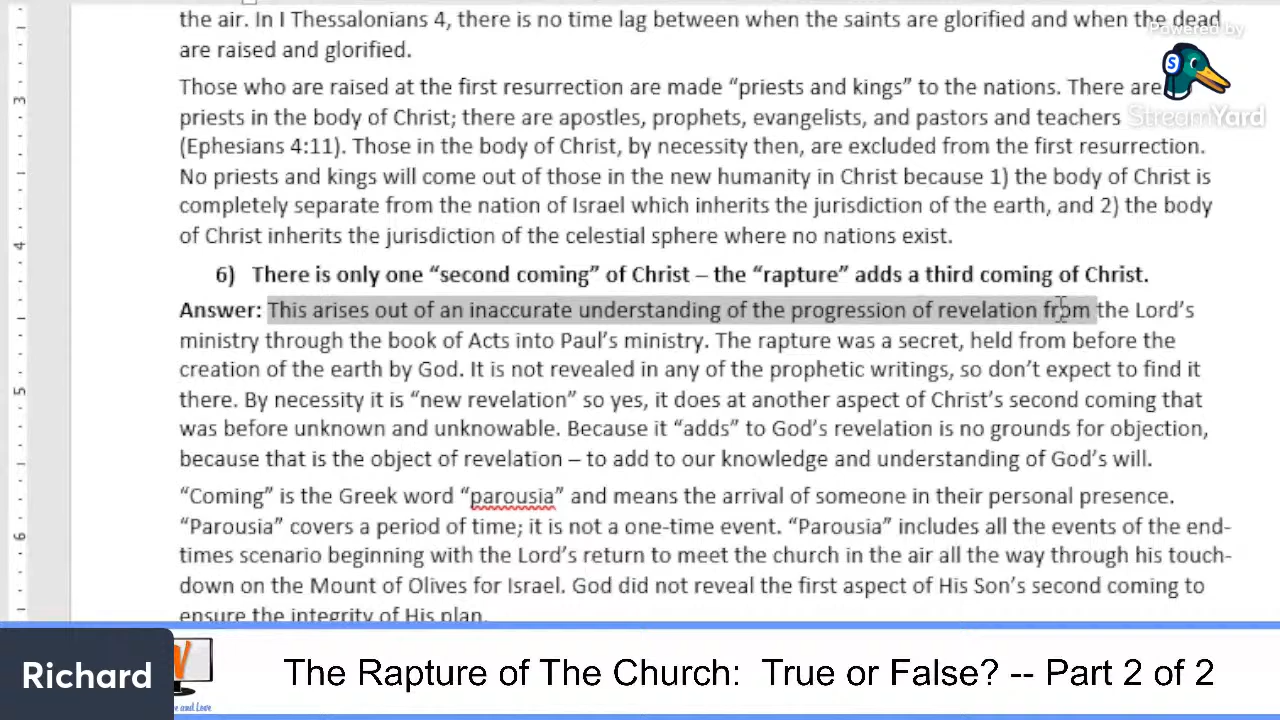 the air. In I Thessalonians 4, there is no time lag between when the saints are glorified and when the dead
are raised and glorified.
Powered by
StreamYard
Those who are raised at the first resurrection are made “priests and kings” to the nations. There are
priests in the body of Christ; there are apostles, prophets, evangelists, and pastors and teachers
(Ephesians 4:11). Those in the body of Christ, by necessity then, are excluded from the first resurrection.
No priests and kings will come out of those in the new humanity in Christ because 1) the body of Christ is
completely separate from the nation of Israel which inherits the jurisdiction of the earth, and 2) the body
of Christ inherits the jurisdiction of the celestial sphere where no nations exist.
6) There is only one “second coming” of Christ – the “rapture” adds a third coming of Christ.
Answer: This arises out of an inaccurate understanding of the progression of revelation from the Lord’s
ministry through the book of Acts into Paul’s ministry. The rapture was a secret, held from before the
creation of the earth by God. It is not revealed in any of the prophetic writings, so don’t expect to find it
there. By necessity it is “new revelation” so yes, it does at another aspect of Christ’s second coming that
was before unknown and unknowable. Because it “adds” to God’s revelation is no grounds for objection,
because that is the object of revelation – to add to our knowledge and understanding of God’s will.
“Coming” is the Greek word “parousia” and means the arrival of someone in their personal presence.
“Parousia” covers a period of time; it is not a one-time event. “Parousia” includes all the events of the end-
times scenario beginning with the Lord’s return to meet the church in the air all the way through his touch-
down on the Mount of Olives for Israel. God did not reveal the first aspect of His Son’s second coming to
ensure the integrity of His plan.
3
4
5
6
Richard
e and Love
The Rapture of The Church: True or False? -- Part 2 of 2